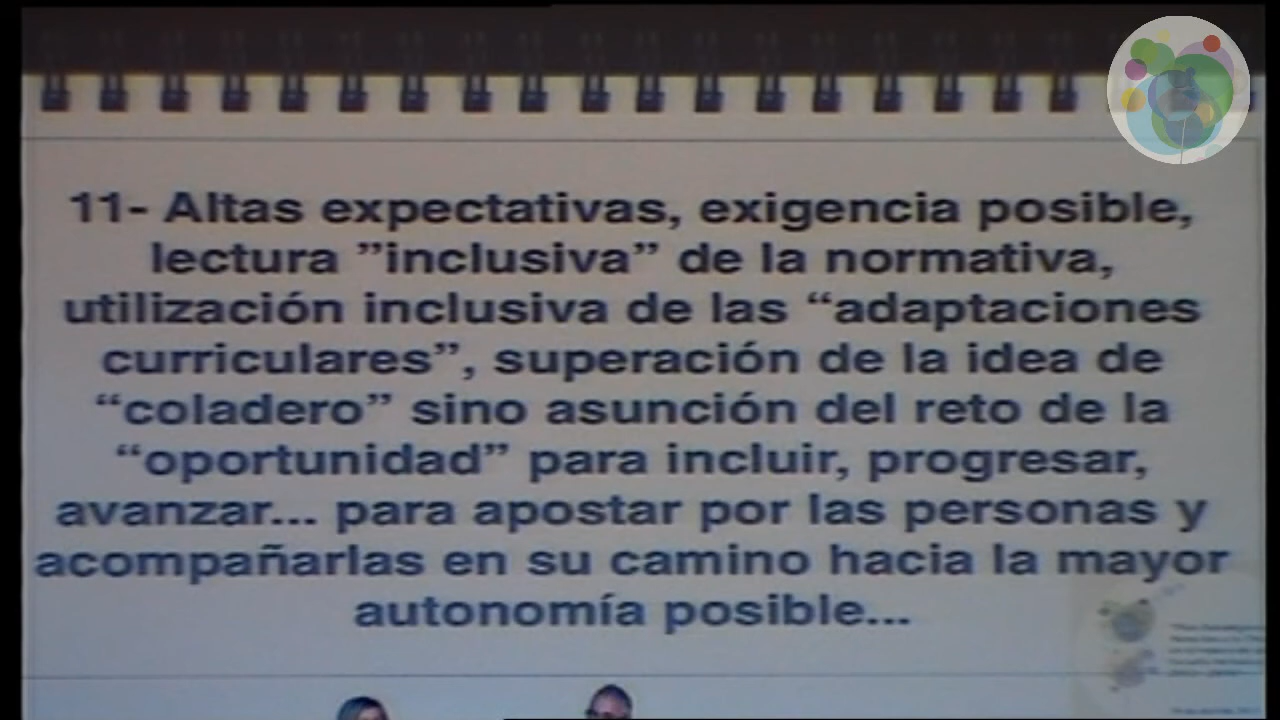 11- Altas expectativas, exigencia posible,
lectura ”inclusiva” de la normativa,
utilización inclusiva de las “adaptaciones
curriculares”, superación de la idea de
“coladero” sino asunción del reto de la
“oportunidad” para incluir, progresar,
avanzar... para apostar por las personas y
acompañarlas en su camino hacia la mayor
autonomía posible...